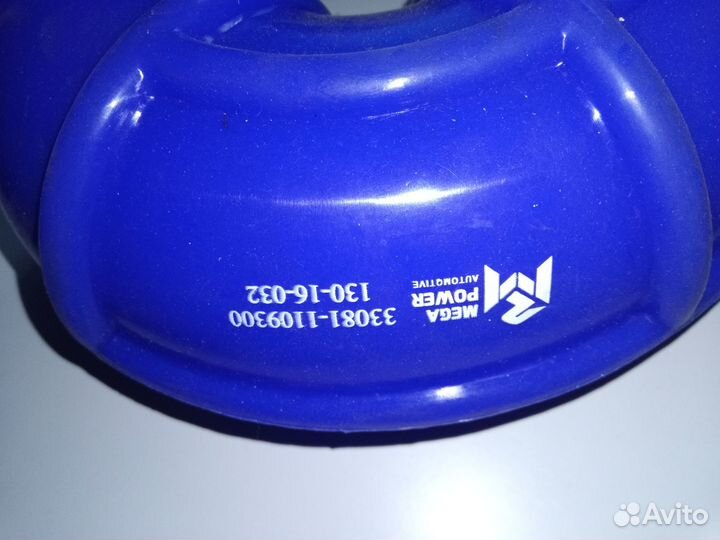 MEGA
POWER
AUTOMOTIVE
33081-1109300
130-16-032
Avito